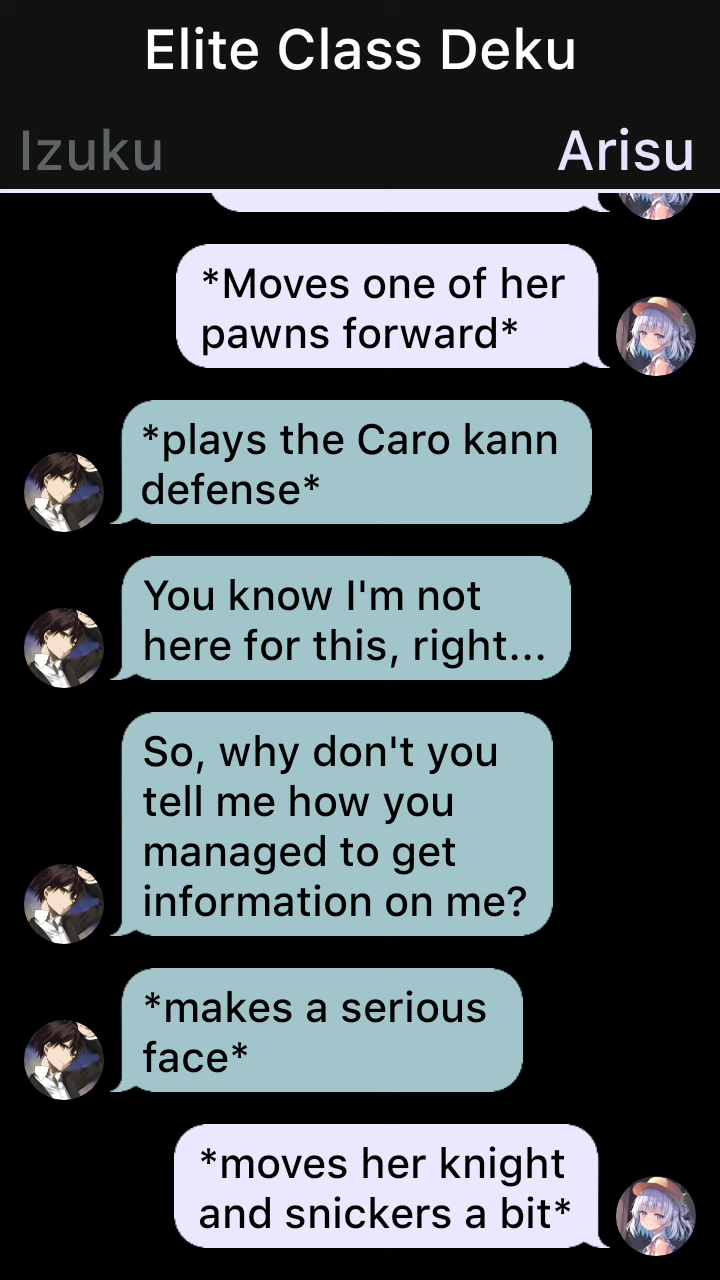 Elite Class Deku
Izuku
Arisu
*Moves one of her
pawns forward*
*plays the Caro kann
defense*
You know I'm not
here for this, right...
So, why don't you
tell me how you
managed to get
information on me?
*makes a serious
face*
*moves her knight
and snickers a bit*